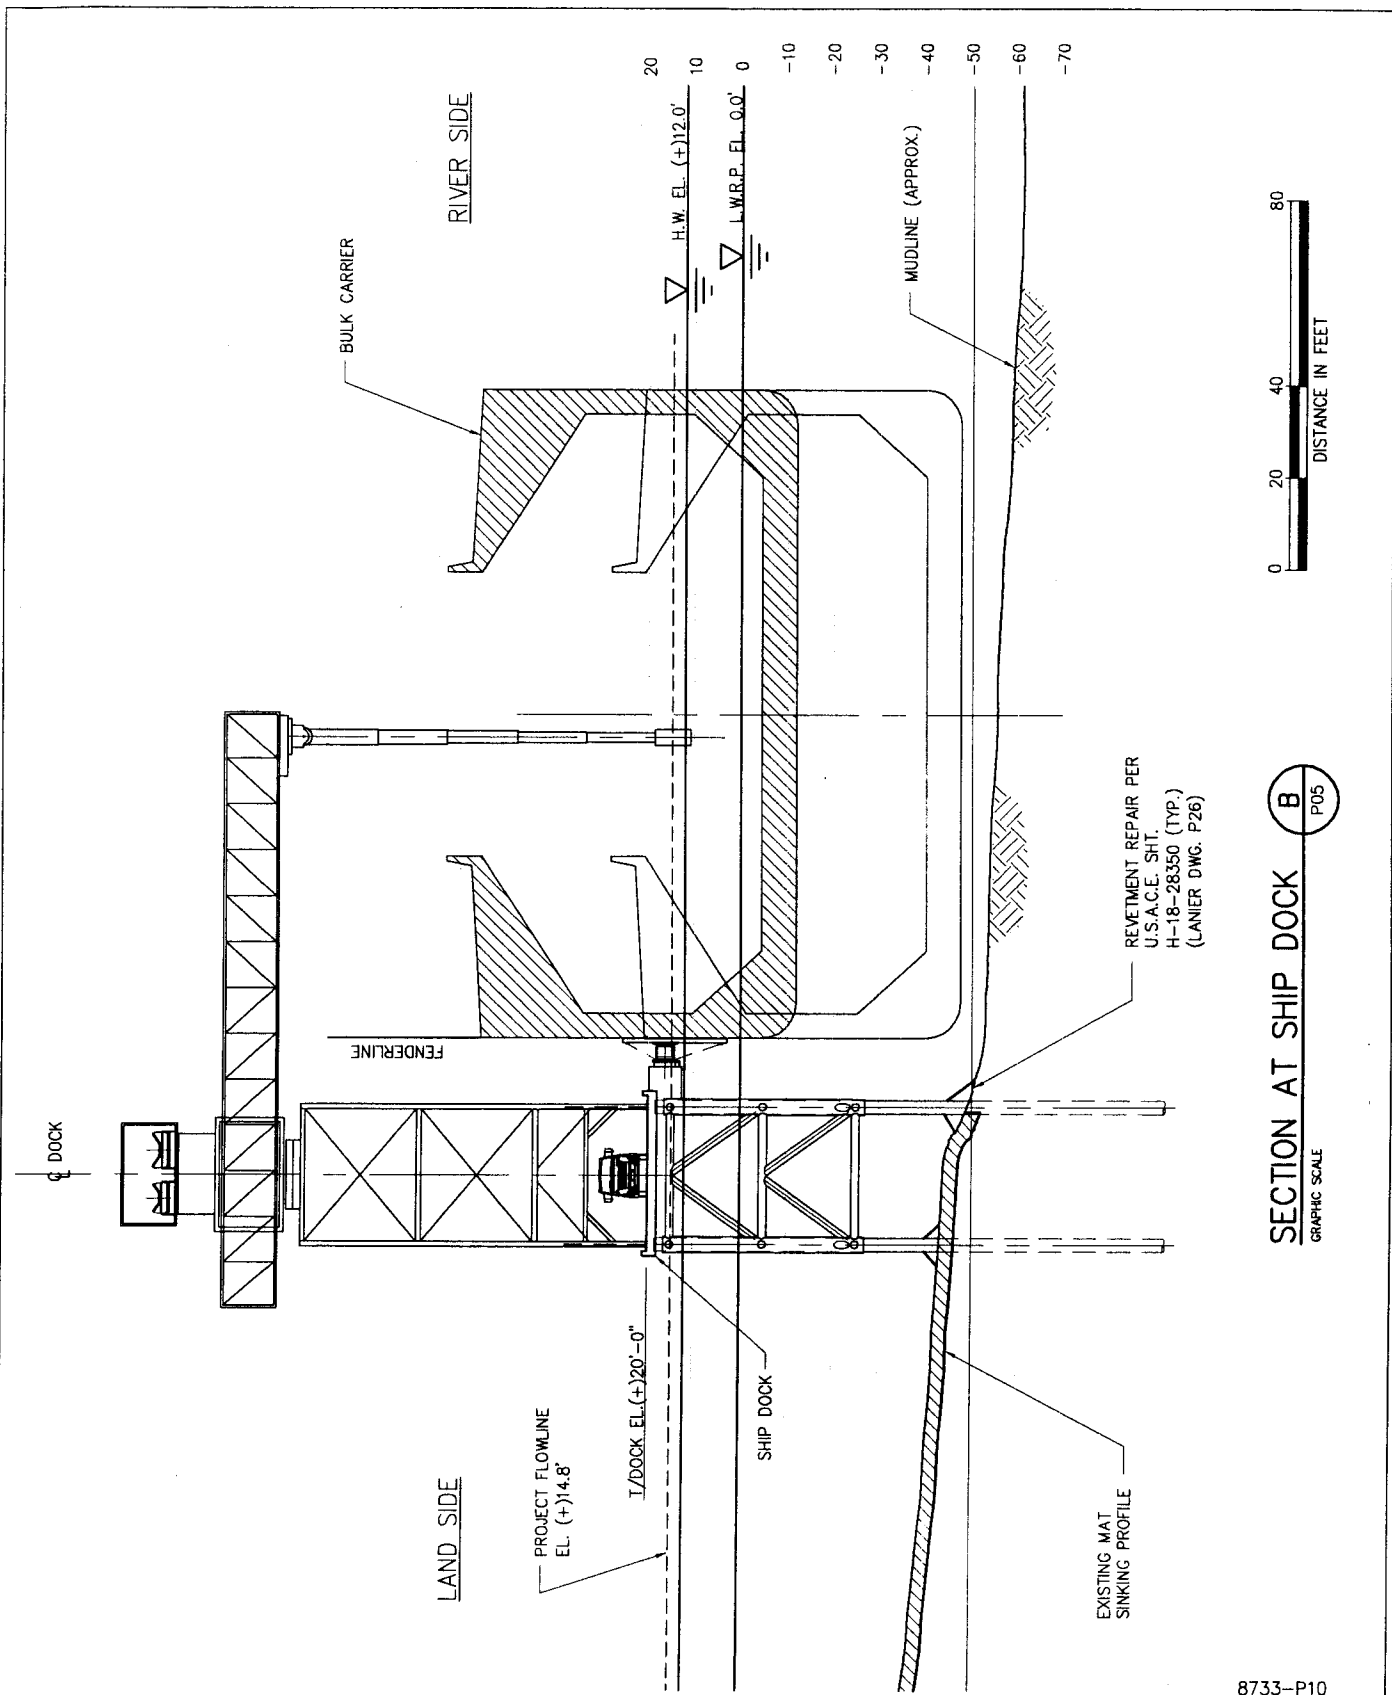 RIVER SIDE
20
10
0
-10
-20
-30
-40
-50
-60
-70
BULK CARRIER
H.W. EL. (+)12.0'
L.W.R.P. EL. 0.0'
MUDLINE (APPROX.)
FENDERLINE
℄ DOCK
LAND SIDE
PROJECT FLOWLINE
EL. (+)14.8'
T/DOCK EL.(+)20'-0"
SHIP DOCK
EXISTING MAT
SINKING PROFILE
REVETMENT REPAIR PER
U.S.A.C.E. SHT.
H-18-28350 (TYP.)
(LANIER DWG. P26)
SECTION AT SHIP DOCK
GRAPHIC SCALE
B
P05
0
20
40
80
DISTANCE IN FEET
8733-P10